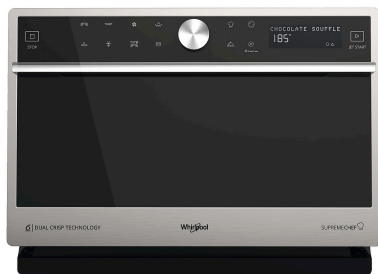 CHOCOLATE SOUFFLE
185°
STOP
JET START
DUAL CRISP TECHNOLOGY
Whirlpool
SUPREMECHEF